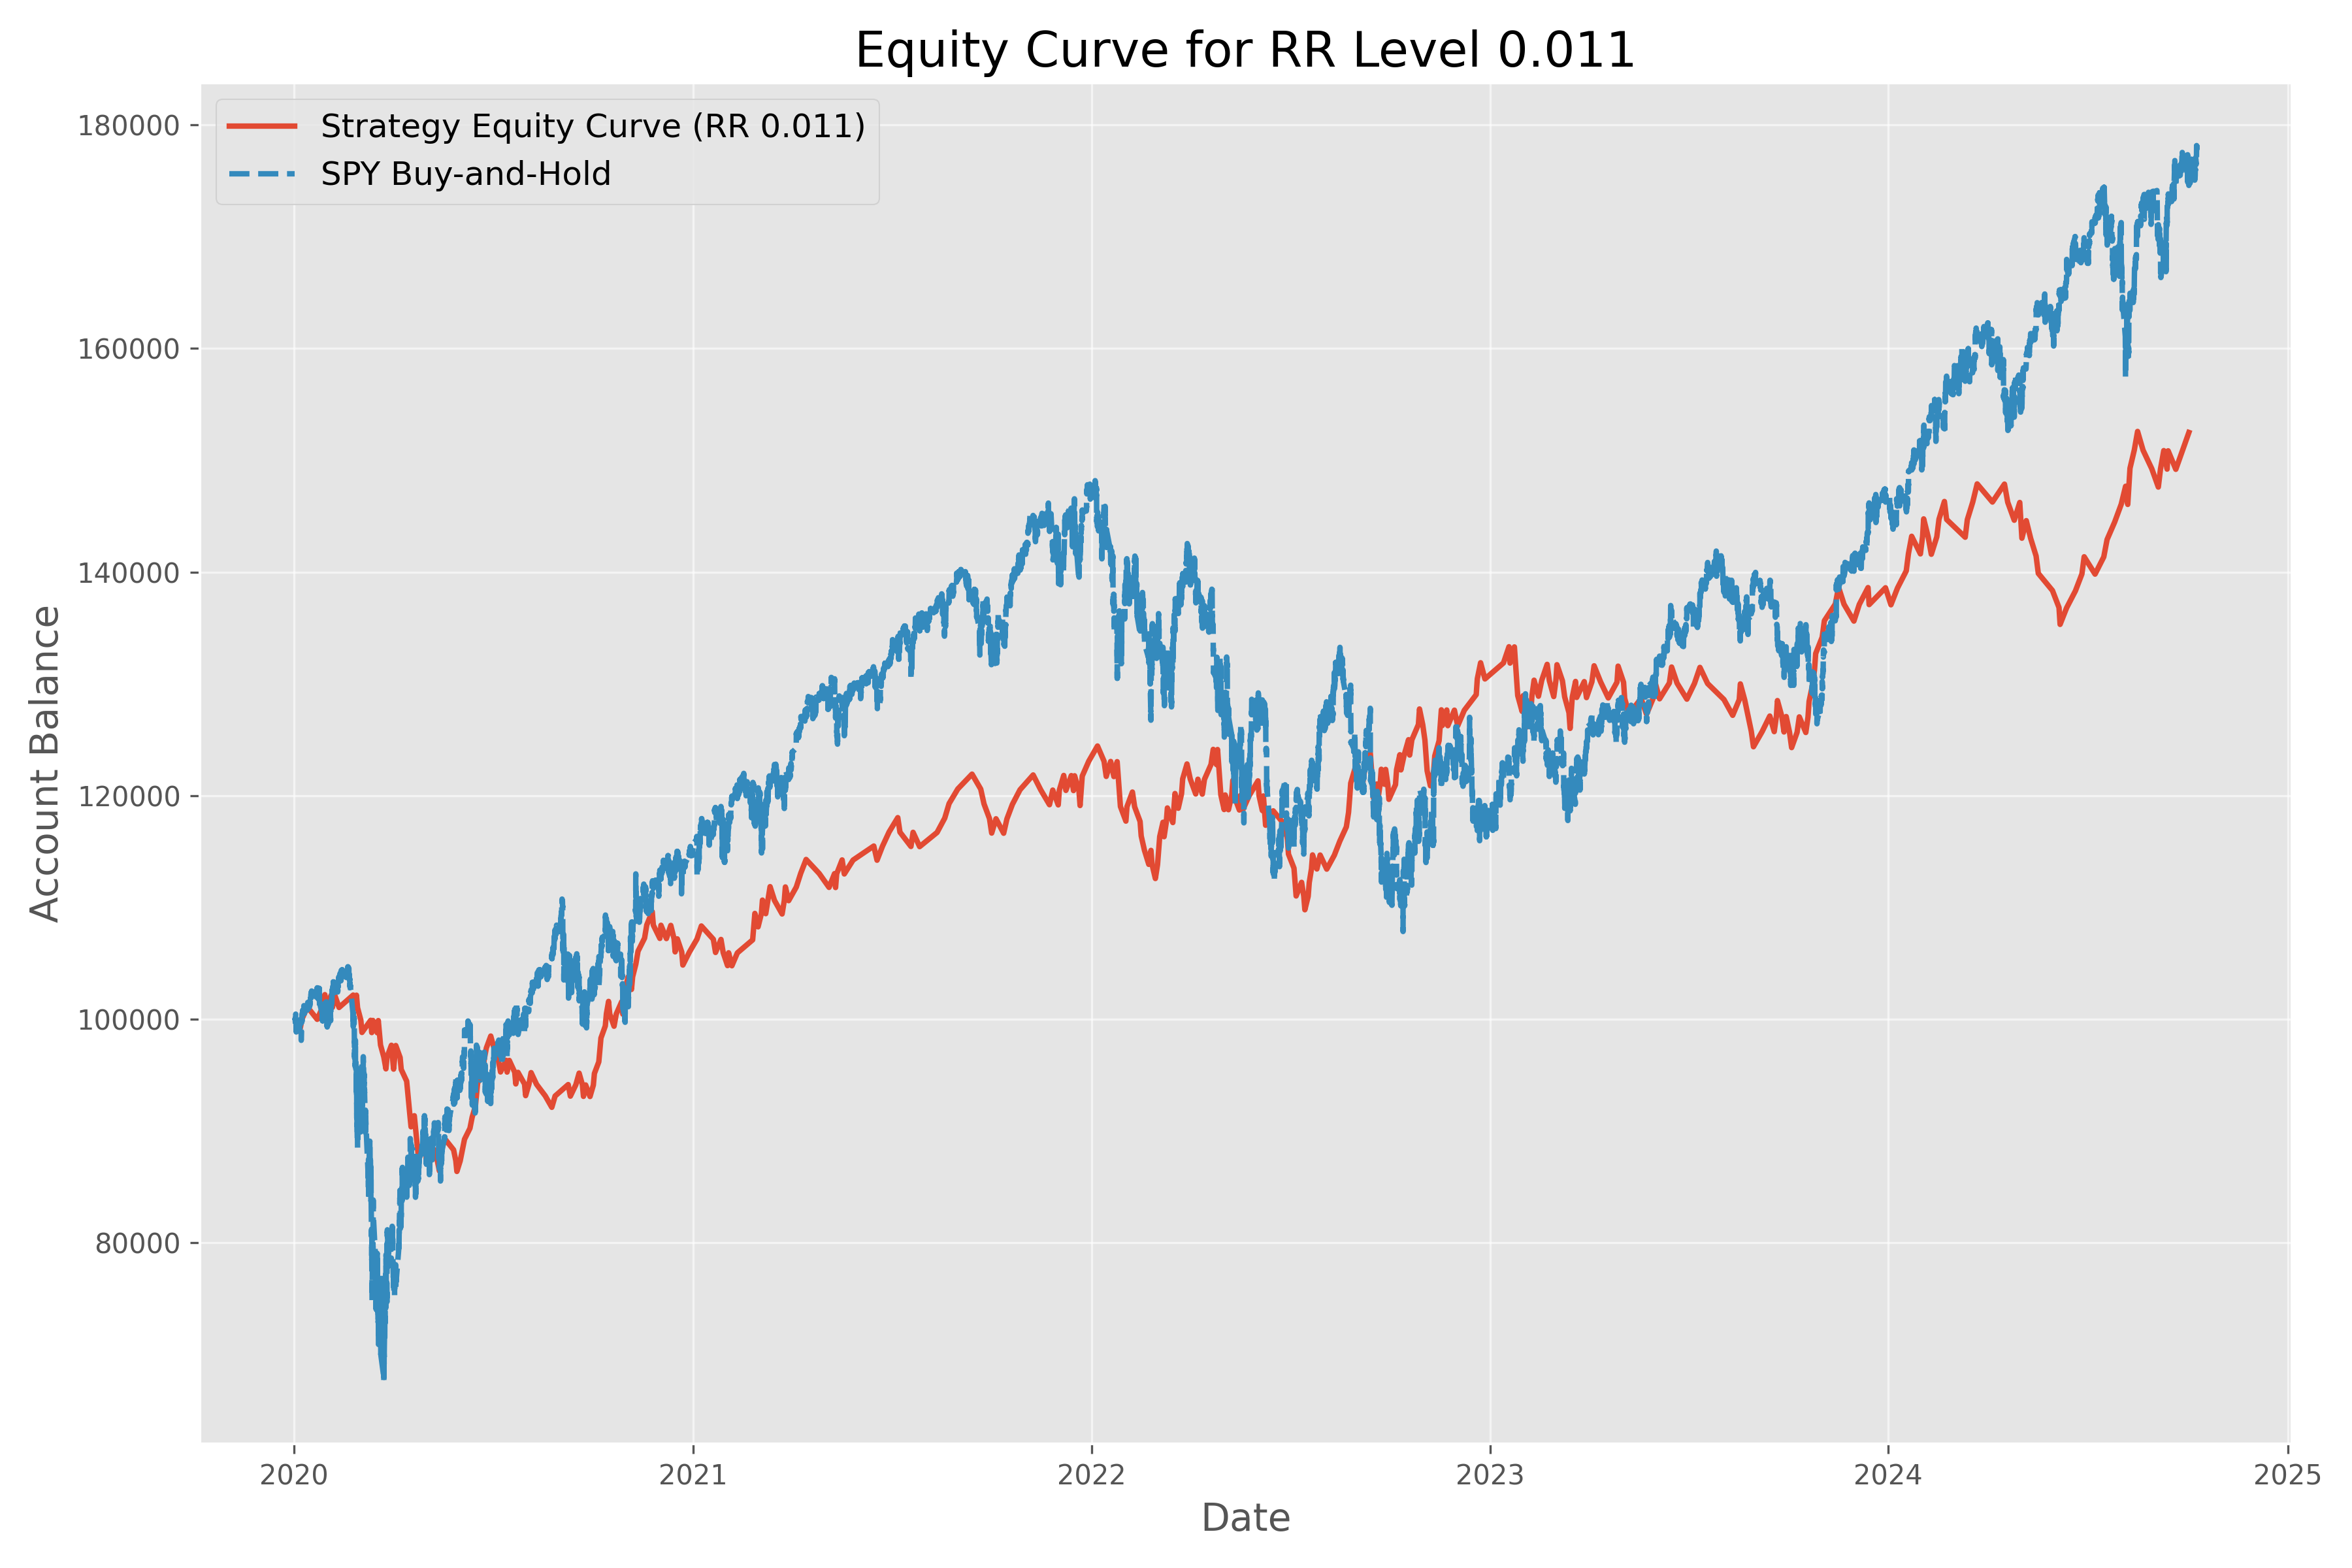 Equity Curve for RR Level 0.011
Strategy Equity Curve (RR 0.011)
SPY Buy-and-Hold
180000
160000
140000
120000
100000
80000
Account Balance
2020
2021
2022
2023
2024
2025
Date